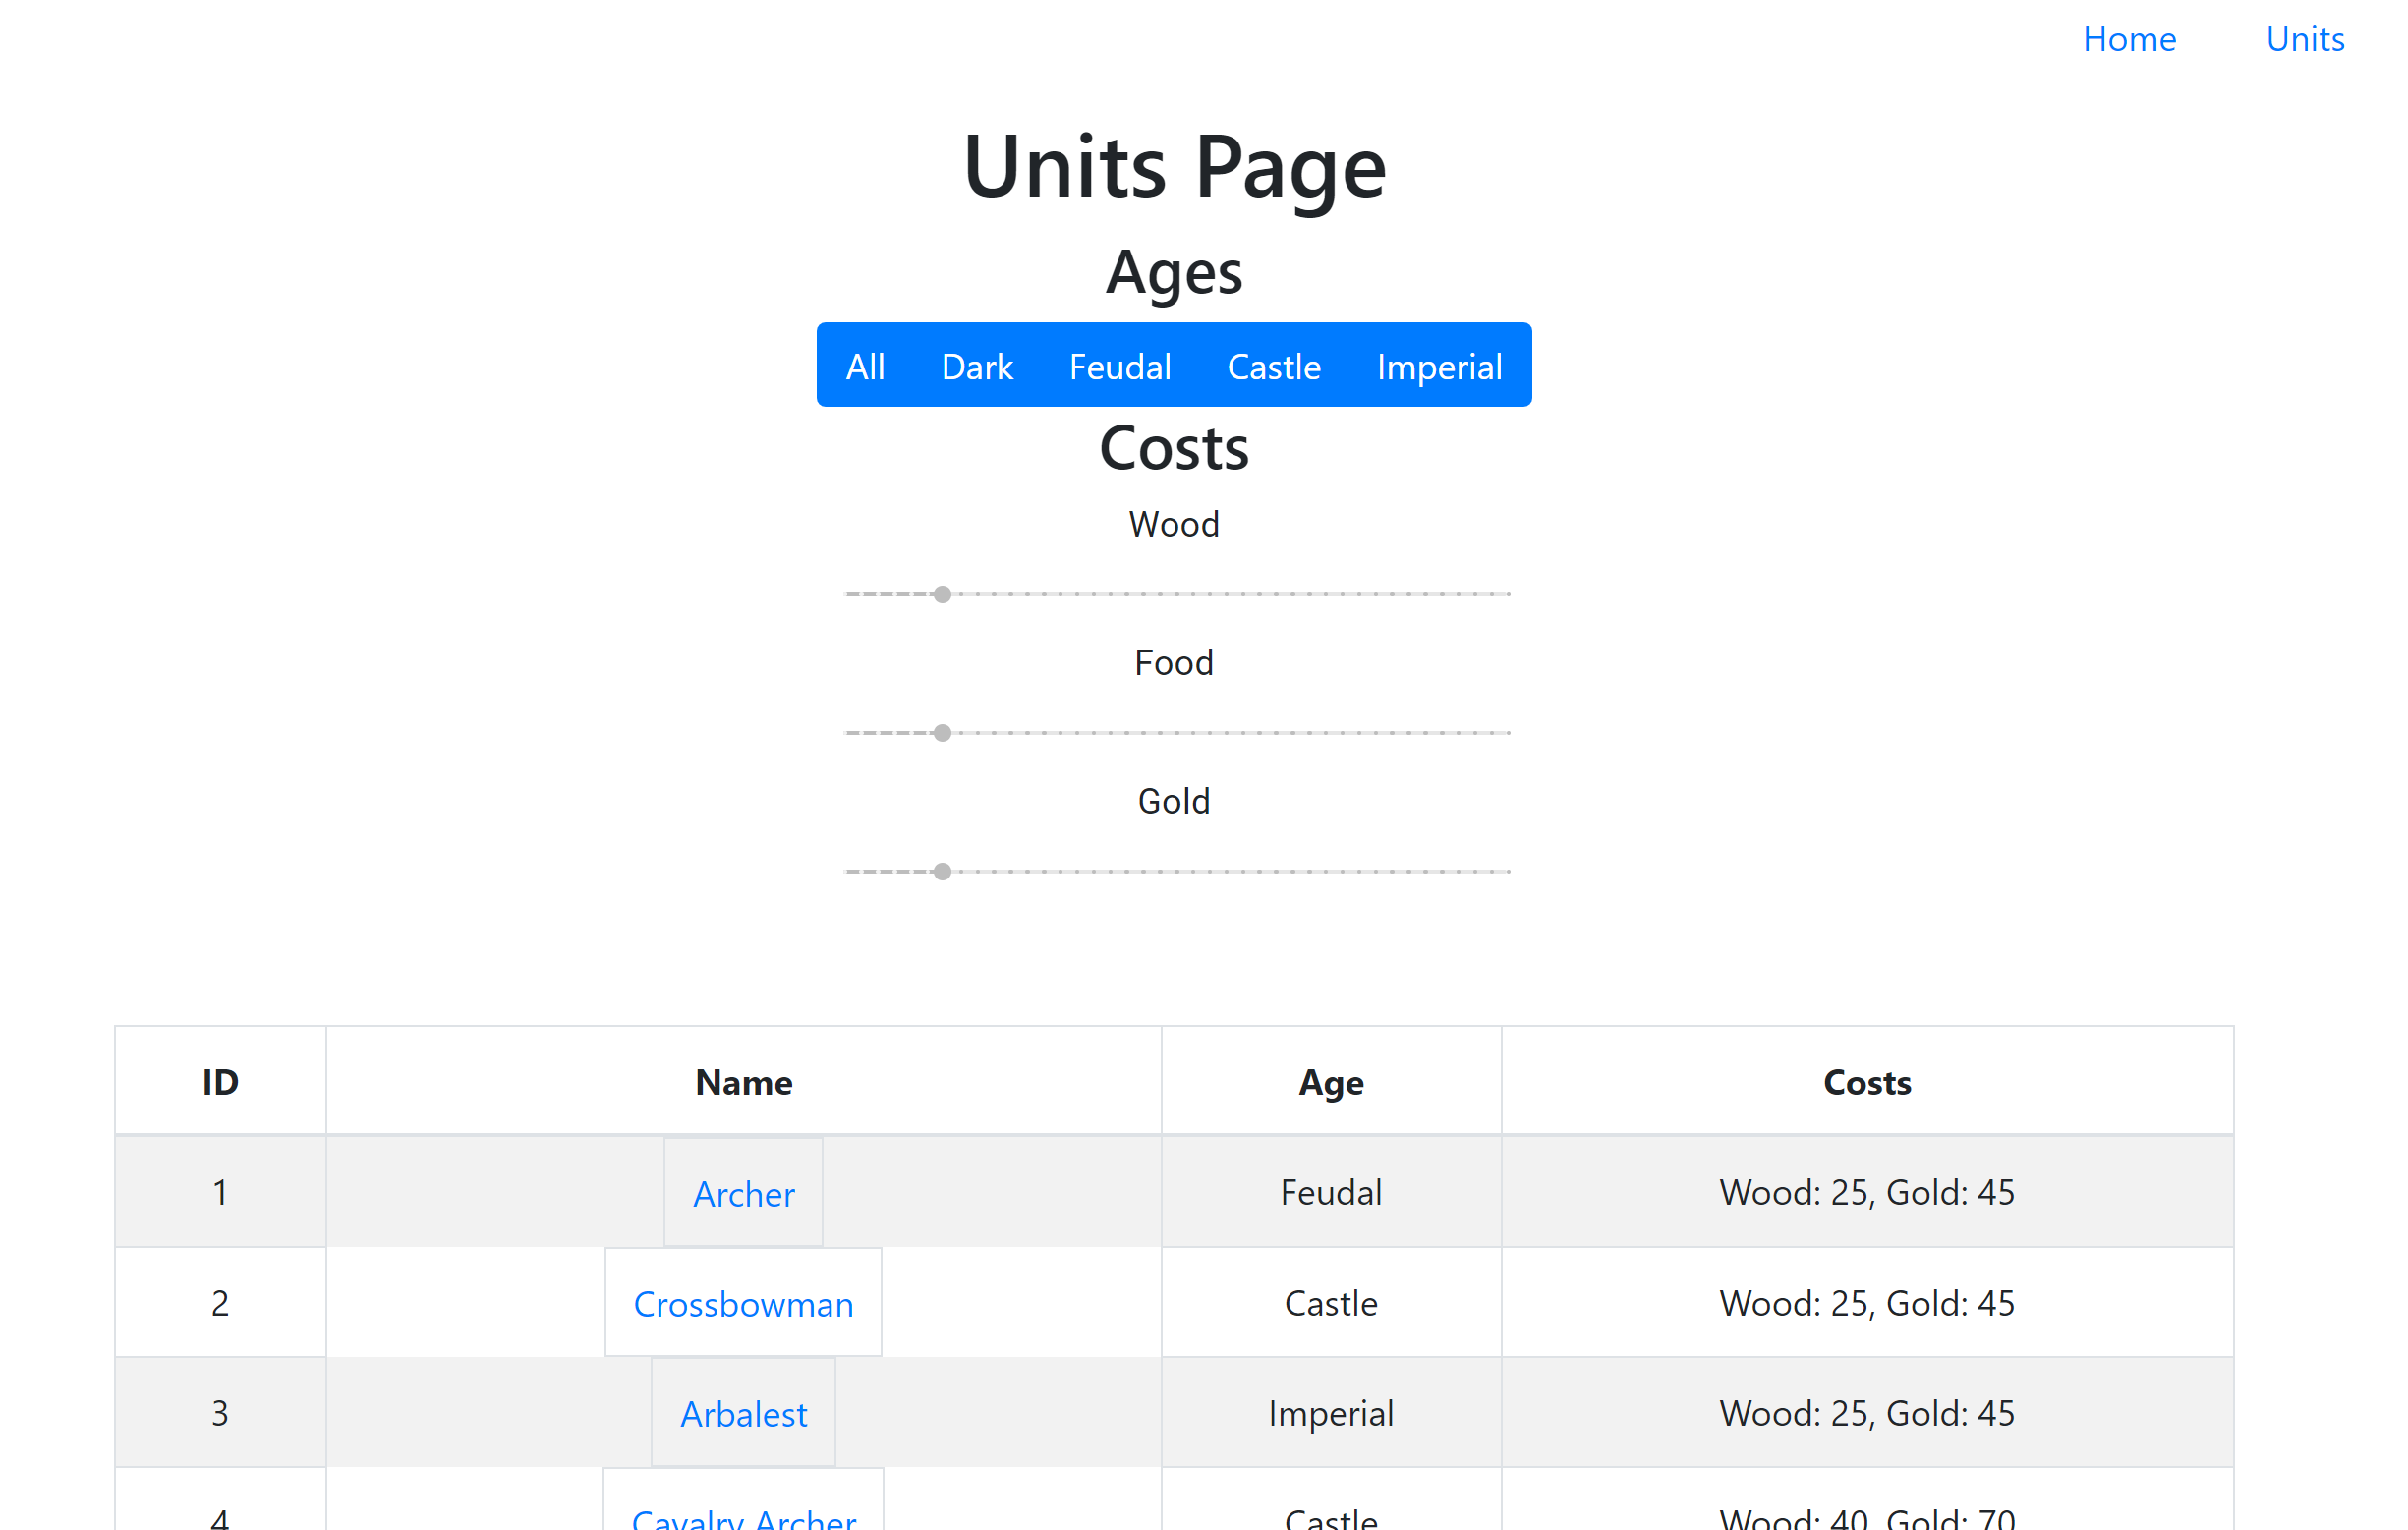 Home Units
Units Page
Ages
All Dark Feudal Castle Imperial
Costs
Wood
Food
Gold
ID Name Age Costs
1 Archer Feudal Wood: 25, Gold: 45
2 Crossbowman Castle Wood: 25, Gold: 45
3 Arbalest Imperial Wood: 25, Gold: 45
4 Cavalry Archer Castle Wood: 40, Gold: 70